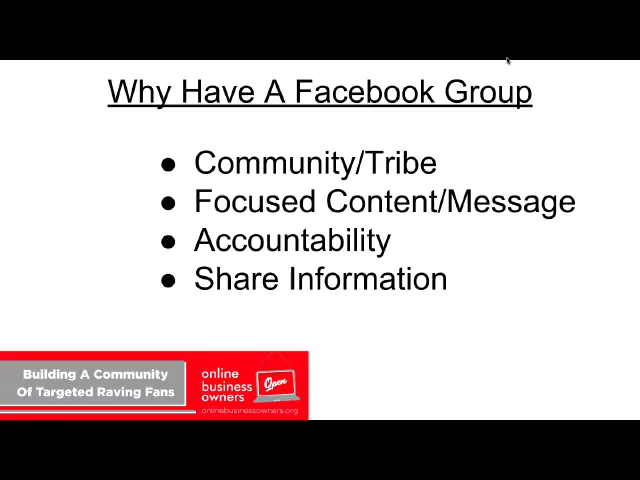 Why Have A Facebook Group
● Community/Tribe
● Focused Content/Message
● Accountability
● Share Information
Building A Community
Of Targeted Raving Fans
online
business
owners
Open
onlinebusinessowners.org